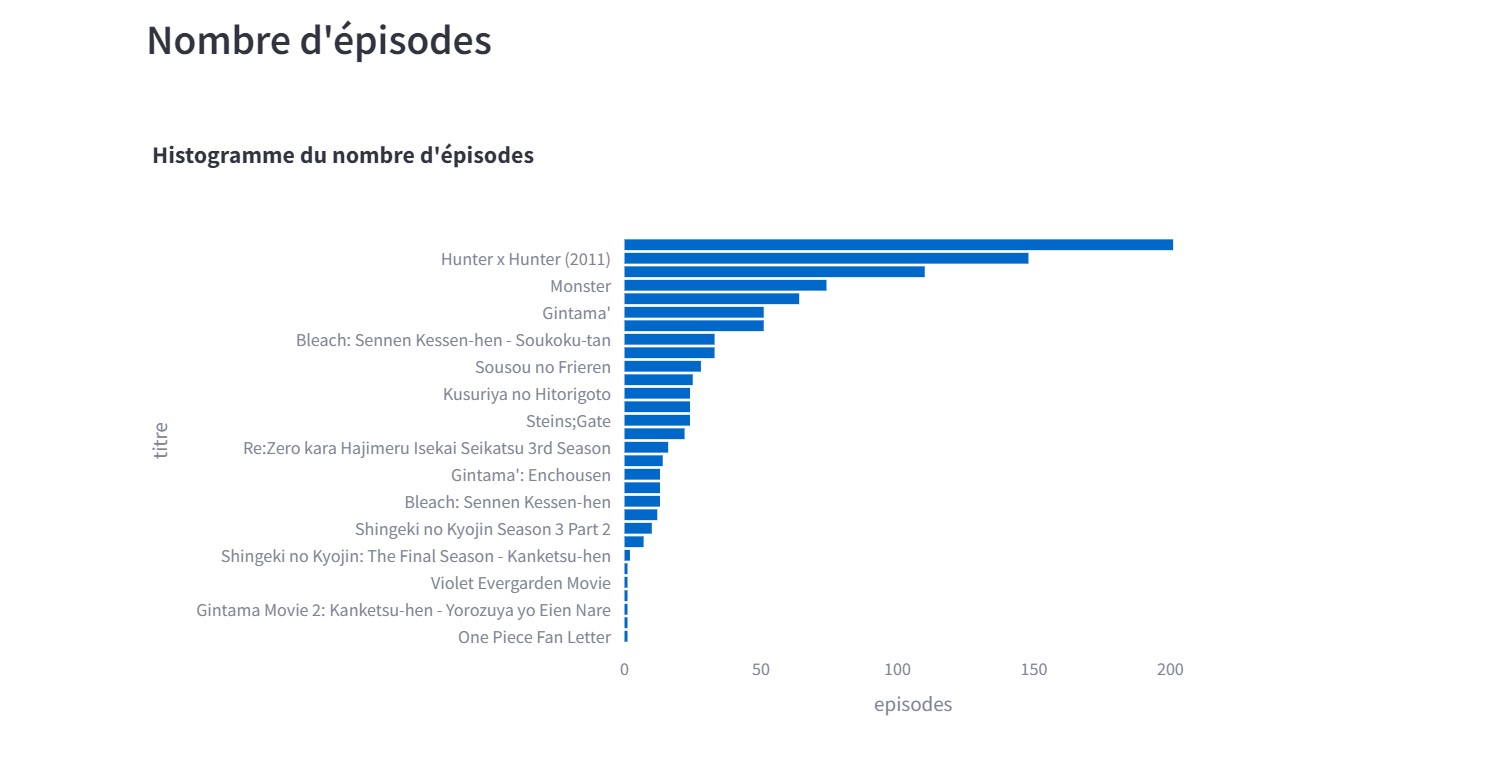 Nombre d'épisodes
Histogramme du nombre d'épisodes
Hunter x Hunter (2011)
Monster
Gintama'
Bleach: Sennen Kessen-hen - Soukoku-tan
Sousou no Frieren
Kusuriya no Hitorigoto
Steins;Gate
Re:Zero kara Hajimeru Isekai Seikatsu 3rd Season
Gintama': Enchousen
Bleach: Sennen Kessen-hen
Shingeki no Kyojin Season 3 Part 2
Shingeki no Kyojin: The Final Season - Kanketsu-hen
Violet Evergarden Movie
Gintama Movie 2: Kanketsu-hen - Yorozuya yo Eien Nare
One Piece Fan Letter
titre
0 50 100 150 200
episodes